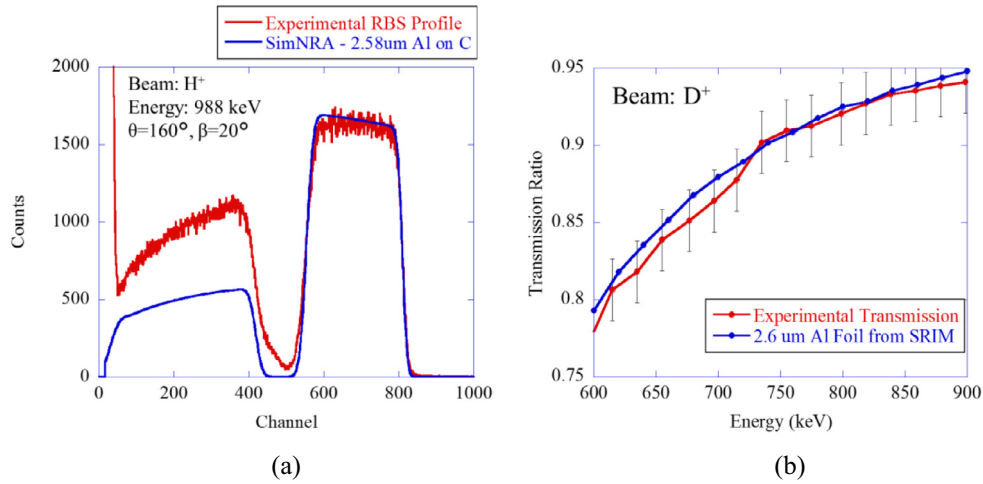 Experimental RBS Profile
SimNRA - 2.58um Al on C
2000
1500
1000
500
0
Counts
Beam: H⁺
Energy: 988 keV
θ=160°, β=20°
0 200 400 600 800 1000
Channel
(a)
0.95
0.9
0.85
0.8
0.75
Transmission Ratio
Beam: D⁺
Experimental Transmission
2.6 um Al Foil from SRIM
600 650 700 750 800 850 900
Energy (keV)
(b)